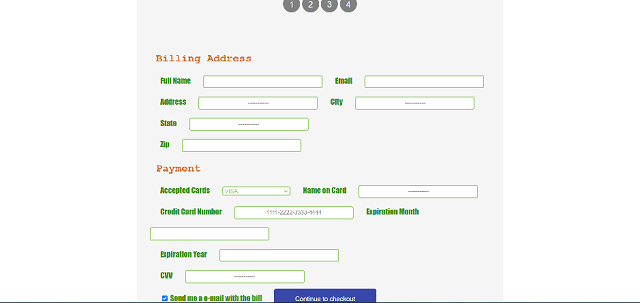 1 2 3 4
Billing Address
Full Name Email
Address ---------- City ----------
State ----------
Zip
Payment
Accepted Cards VISA Name on Card ----------
Credit Card Number 1111-2222-3333-4444 Expiration Month
Expiration Year
CVV ----------
Send me a e-mail with the bill Continue to checkout